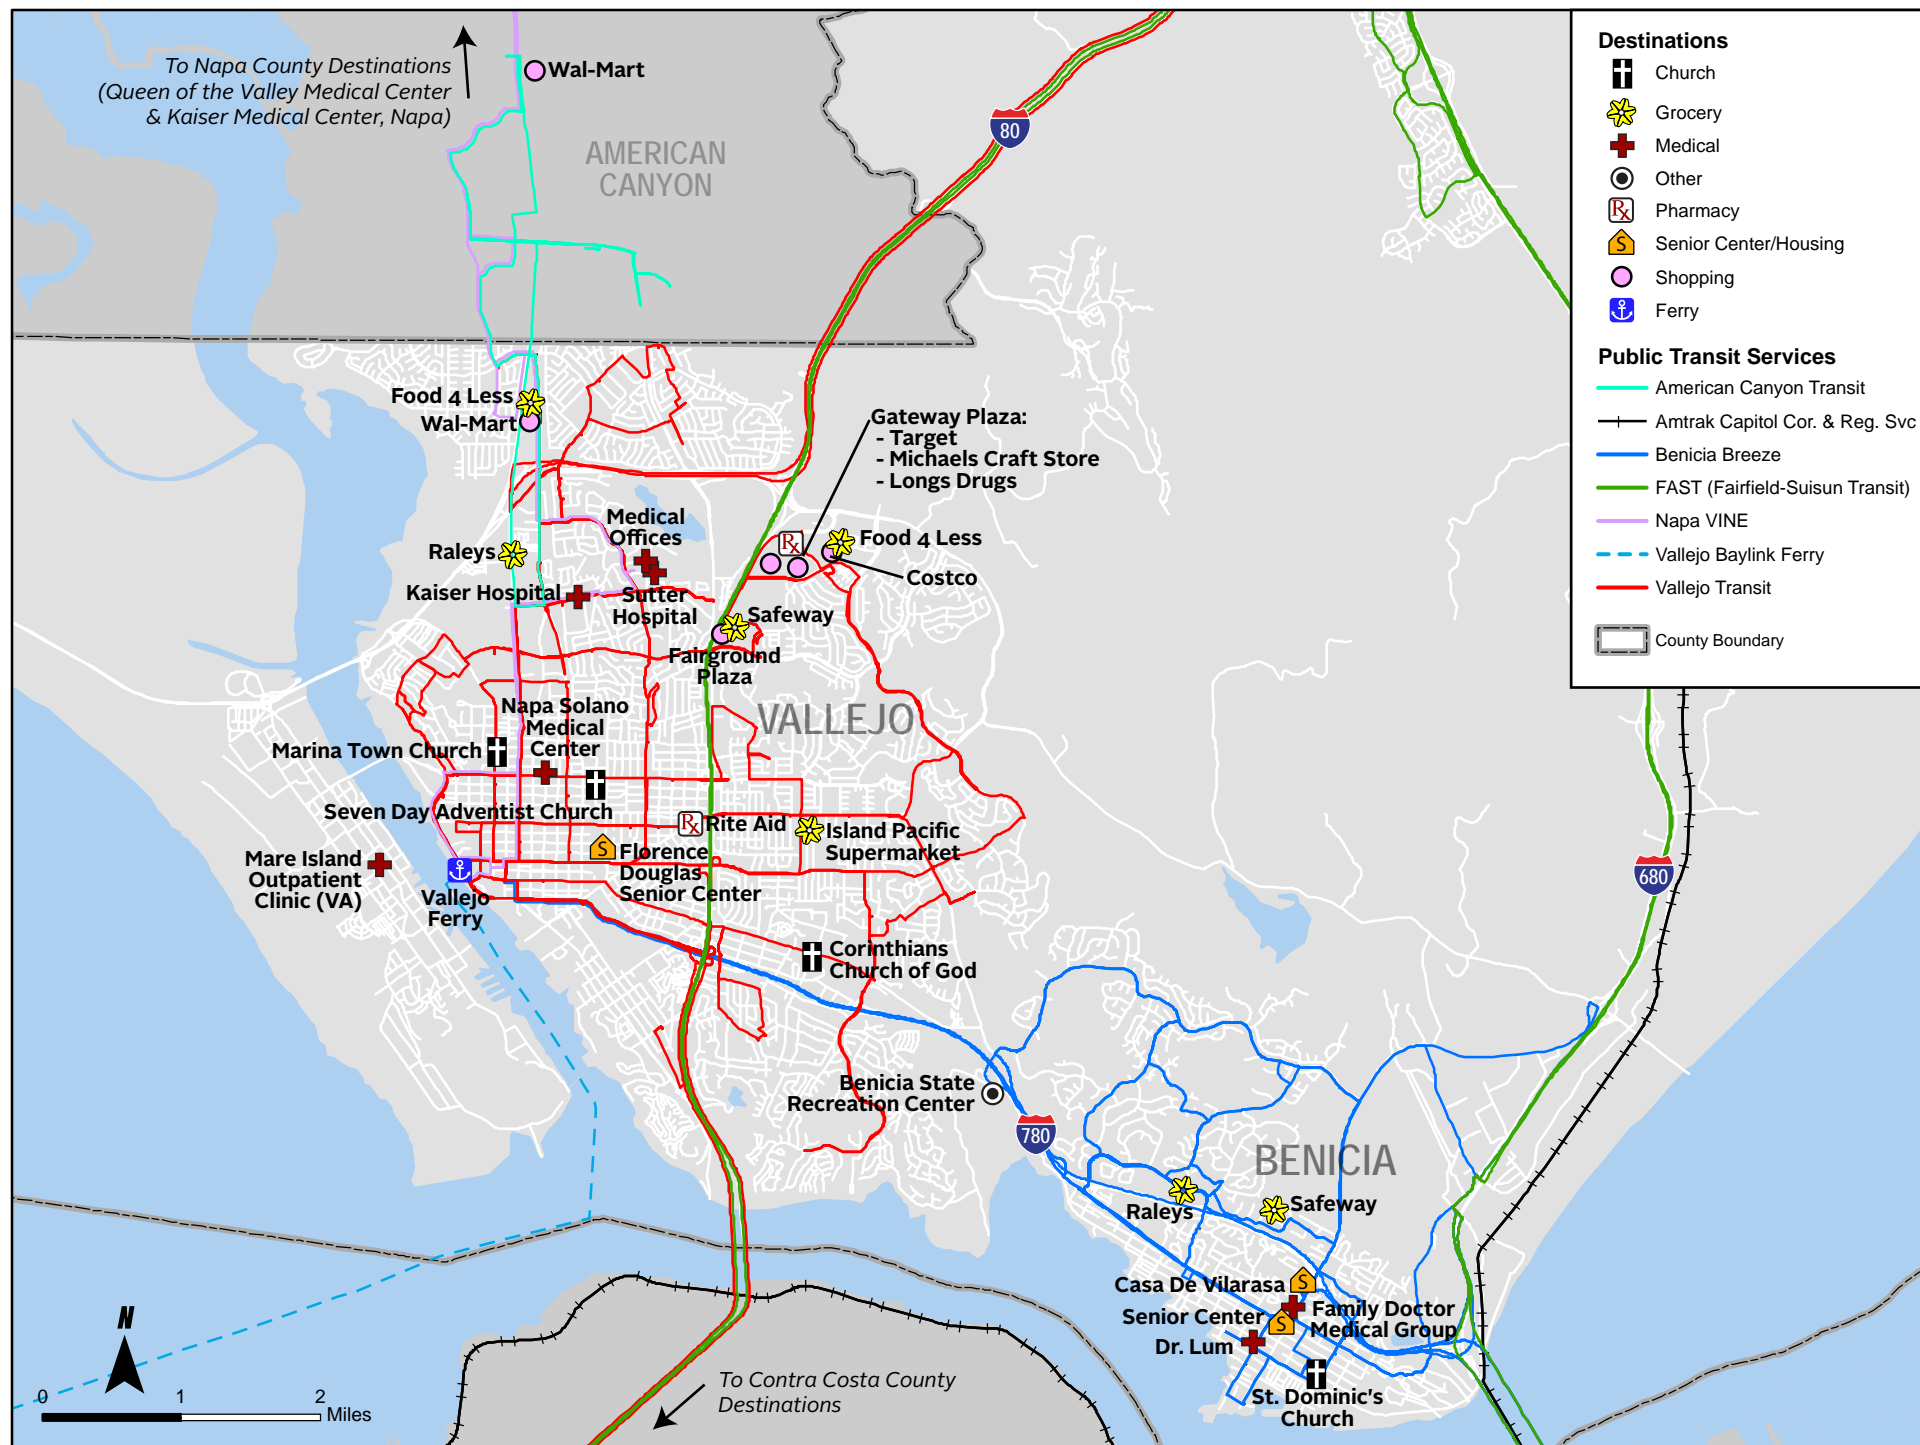 To Napa County Destinations
(Queen of the Valley Medical Center
& Kaiser Medical Center, Napa)
Wal-Mart
AMERICAN
CANYON
80
Food 4 Less
Wal-Mart
Gateway Plaza:
- Target
- Michaels Craft Store
- Longs Drugs
Medical
Offices
Raleys
Rx
Food 4 Less
Costco
Kaiser Hospital
Sutter
Hospital
Safeway
Fairground
Plaza
VALLEJO
Napa Solano
Medical
Center
Marina Town Church
Seven Day Adventist Church
Rx
Rite Aid
Island Pacific
Supermarket
S
Florence
Douglas
Senior Center
Mare Island
Outpatient
Clinic (VA)
Vallejo
Ferry
680
Corinthians
Church of God
Benicia State
Recreation Center
780
BENICIA
Raleys
Safeway
Casa De Vilarasa
S
Senior Center
S
Family Doctor
Medical Group
Dr. Lum
St. Dominic's
Church
To Contra Costa County
Destinations
N
0 1 2
Miles
Destinations
Church
Grocery
Medical
Other
Rx Pharmacy
S Senior Center/Housing
Shopping
Ferry
Public Transit Services
American Canyon Transit
Amtrak Capitol Cor. & Reg. Svc
Benicia Breeze
FAST (Fairfield-Suisun Transit)
Napa VINE
Vallejo Baylink Ferry
Vallejo Transit
County Boundary